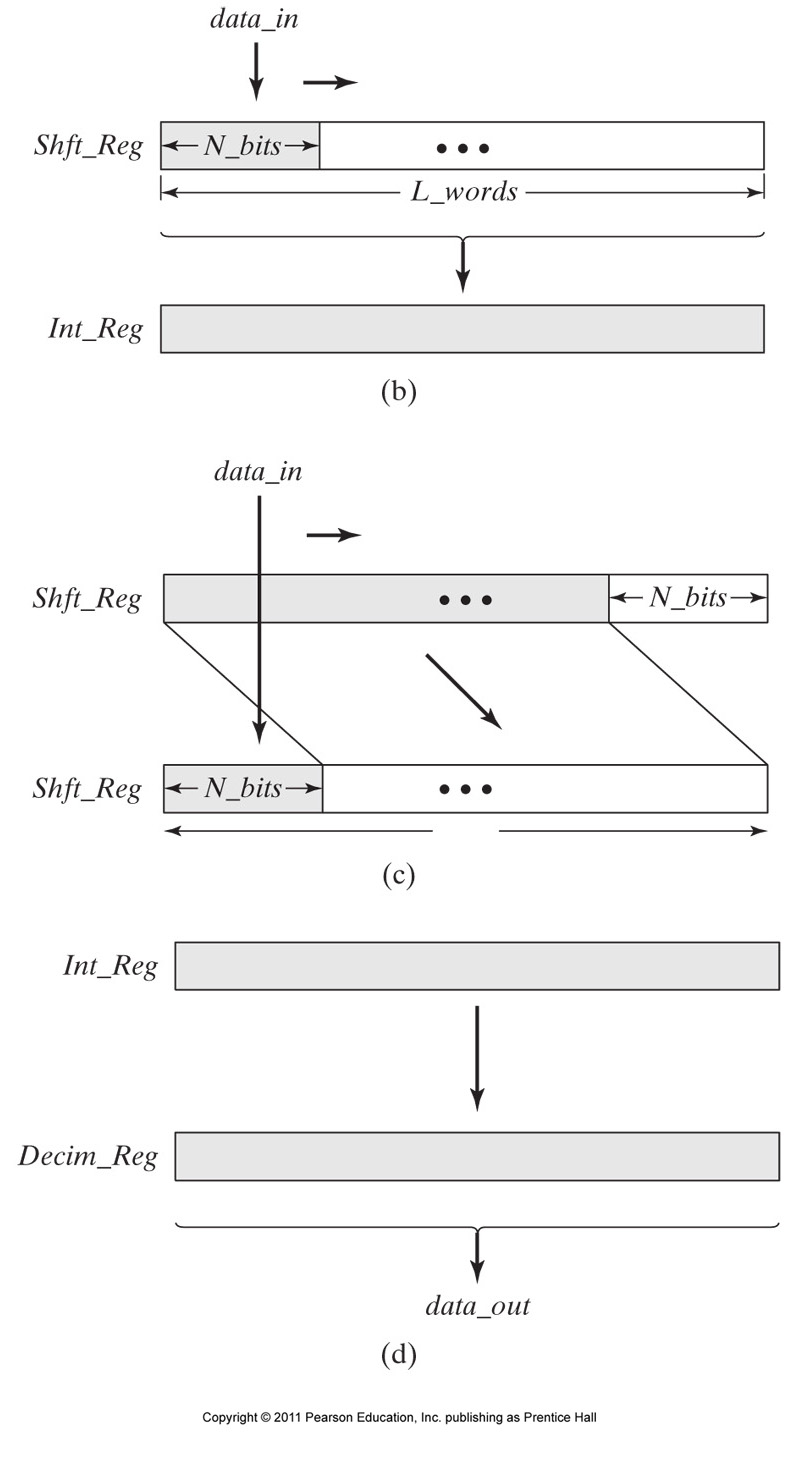 data_in
Shft_Reg
N_bits
L_words
Int_Reg
(b)
data_in
Shft_Reg
N_bits
Shft_Reg
N_bits
(c)
Int_Reg
Decim_Reg
data_out
(d)
Copyright © 2011 Pearson Education, Inc. publishing as Prentice Hall